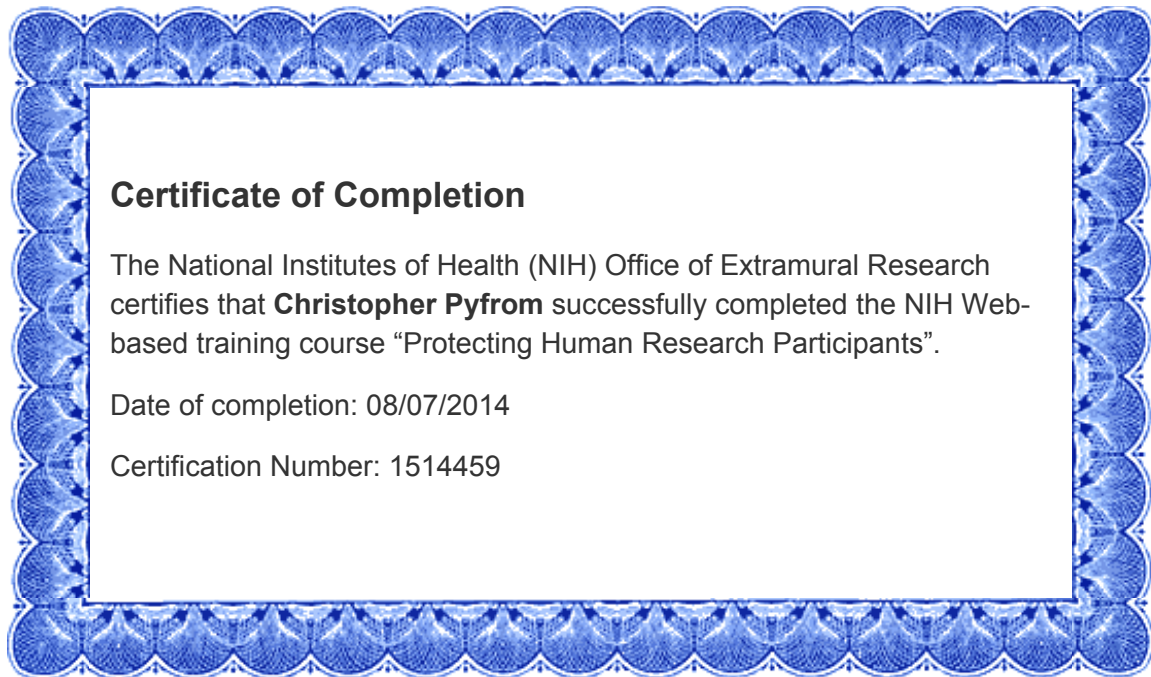 Certificate of Completion
The National Institutes of Health (NIH) Office of Extramural Research
certifies that Christopher Pyfrom successfully completed the NIH Web-
based training course “Protecting Human Research Participants”.
Date of completion: 08/07/2014
Certification Number: 1514459